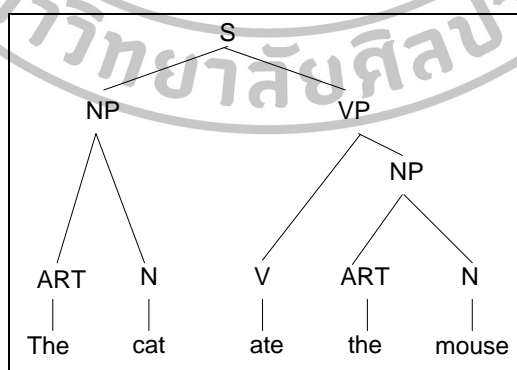 S
NP VP
NP
ART N V ART N
The cat ate the mouse